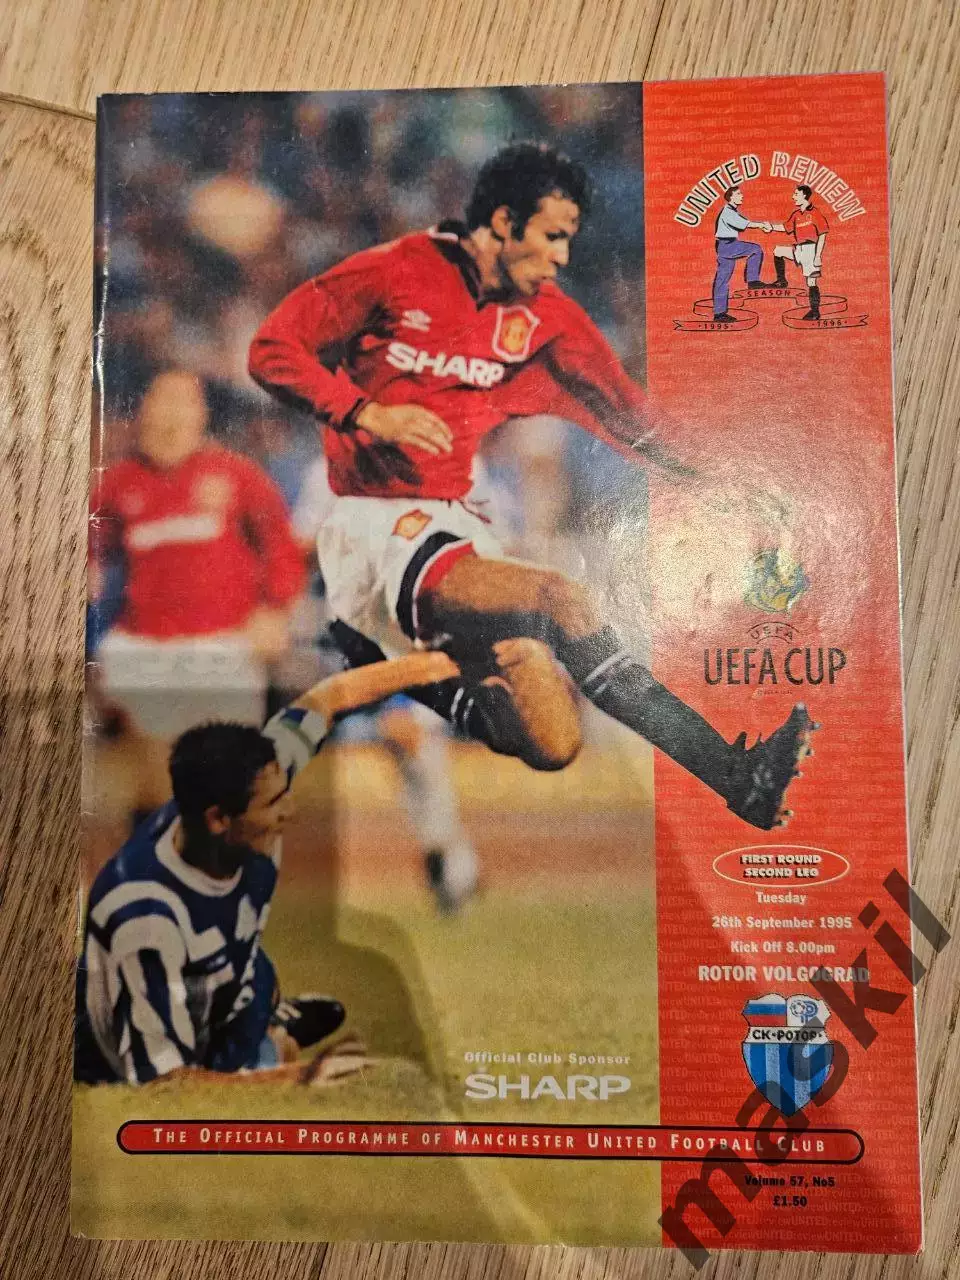 UNITED REVIEW
SEASON
1995 1996
SHARP
UEFA
UEFA CUP
FIRST ROUND
SECOND LEG
Tuesday
26th September 1995
Kick Off 8.00pm
ROTOR VOLGOGRAD
СК·РОТОР
Official Club Sponsor
SHARP
THE OFFICIAL PROGRAMME OF MANCHESTER UNITED FOOTBALL CLUB
Volume 57, No5
£1.50
maskil